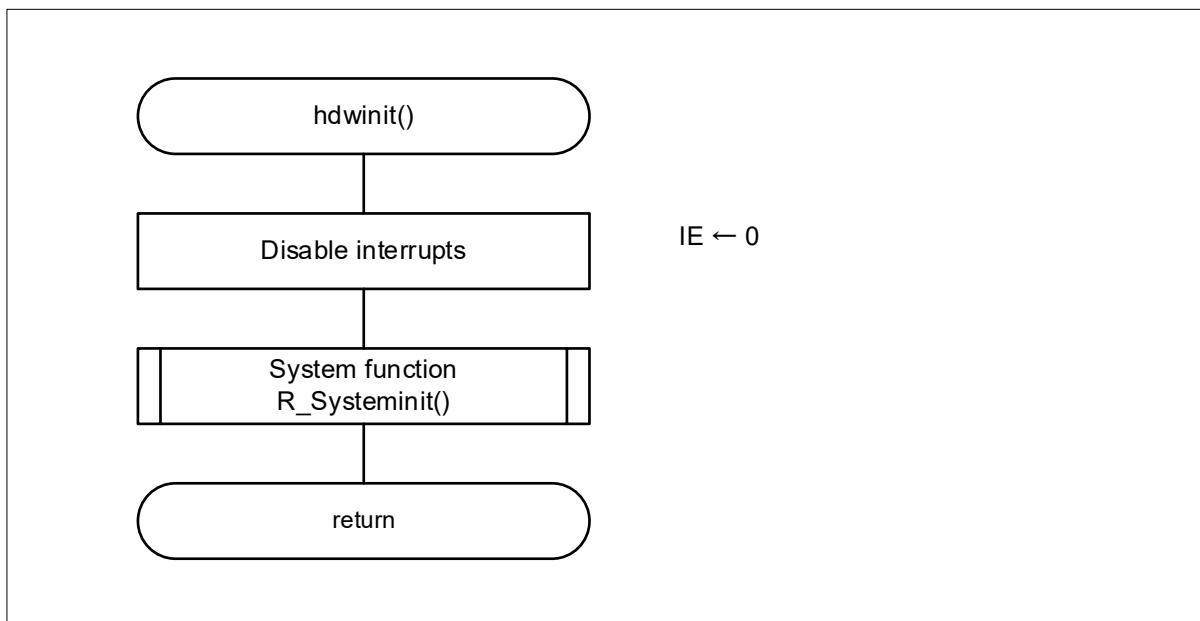 hdwinit()
Disable interrupts
IE ← 0
System function
R_Systeminit()
return